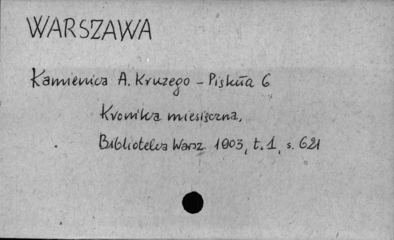 WARSZAWA
Kamienica A. Kruzego - Piękna 6
Kronika miesięczna,
Biblioteka Warsz. 1903, t. 1, s. 621